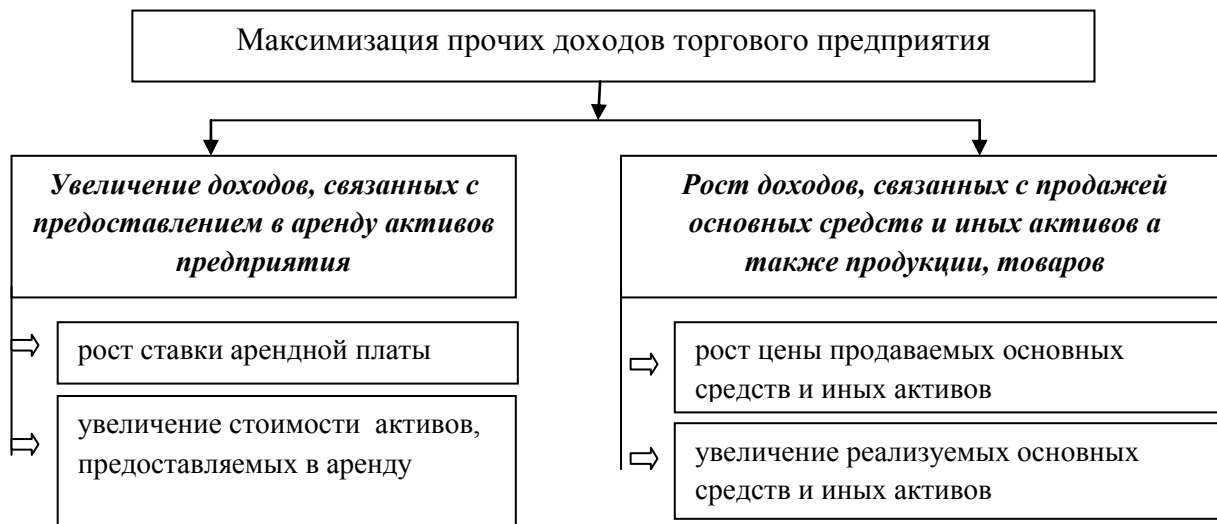 Максимизация прочих доходов торгового предприятия
Увеличение доходов, связанных с
предоставлением в аренду активов
предприятия
рост ставки арендной платы
увеличение стоимости активов,
предоставляемых в аренду
Рост доходов, связанных с продажей
основных средств и иных активов а
также продукции, товаров
рост цены продаваемых основных
средств и иных активов
увеличение реализуемых основных
средств и иных активов